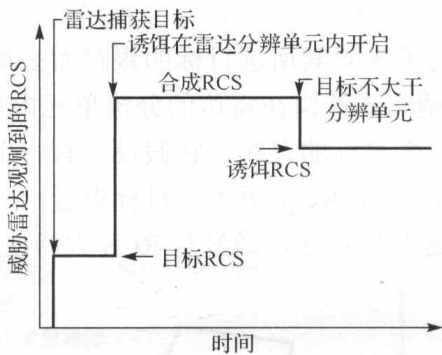 雷达捕获目标
诱饵在雷达分辨单元内开启
合成RCS
目标不大于
分辨单元
诱饵RCS
目标RCS
威胁雷达观测到的RCS
时间